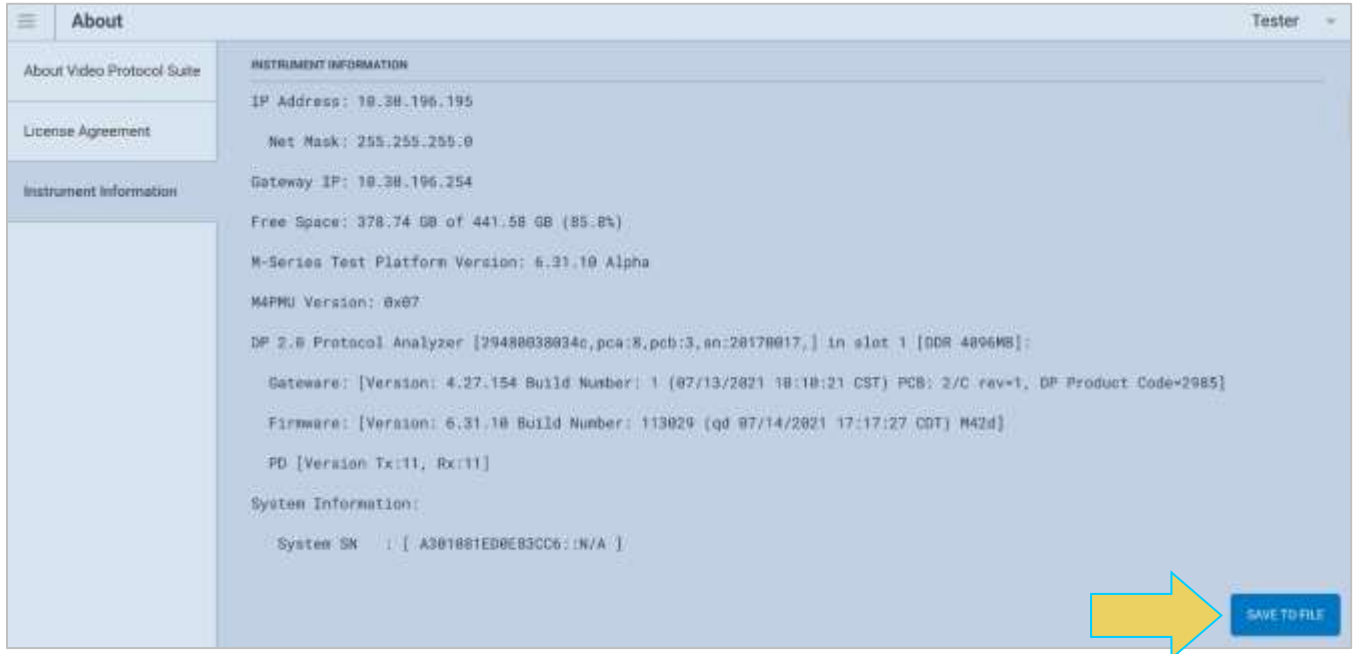 About
Tester
About Video Protocol Suite
License Agreement
Instrument Information
INSTRUMENT INFORMATION
IP Address: 10.30.196.195
Net Mask: 255.255.255.0
Gateway IP: 10.30.196.254
Free Space: 378.74 GB of 441.58 GB (85.8%)
M-Series Test Platform Version: 6.31.10 Alpha
M4PMU Version: 0x07
DP 2.0 Protocol Analyzer [29480038034c,pca:8,pcb:3,sn:20170017,] in slot 1 [DDR 4096MB]:
Gateware: [Version: 4.27.154 Build Number: 1 (07/13/2021 10:10:21 CST) PCB: 2/C rev=1, DP Product Code=2985]
Firmware: [Version: 6.31.10 Build Number: 113029 (qd 07/14/2021 17:17:27 CDT) M42d]
PD [Version Tx:11, Rx:11]
System Information:
System SN : [ A301081ED0E83CC6::N/A ]
SAVE TO FILE